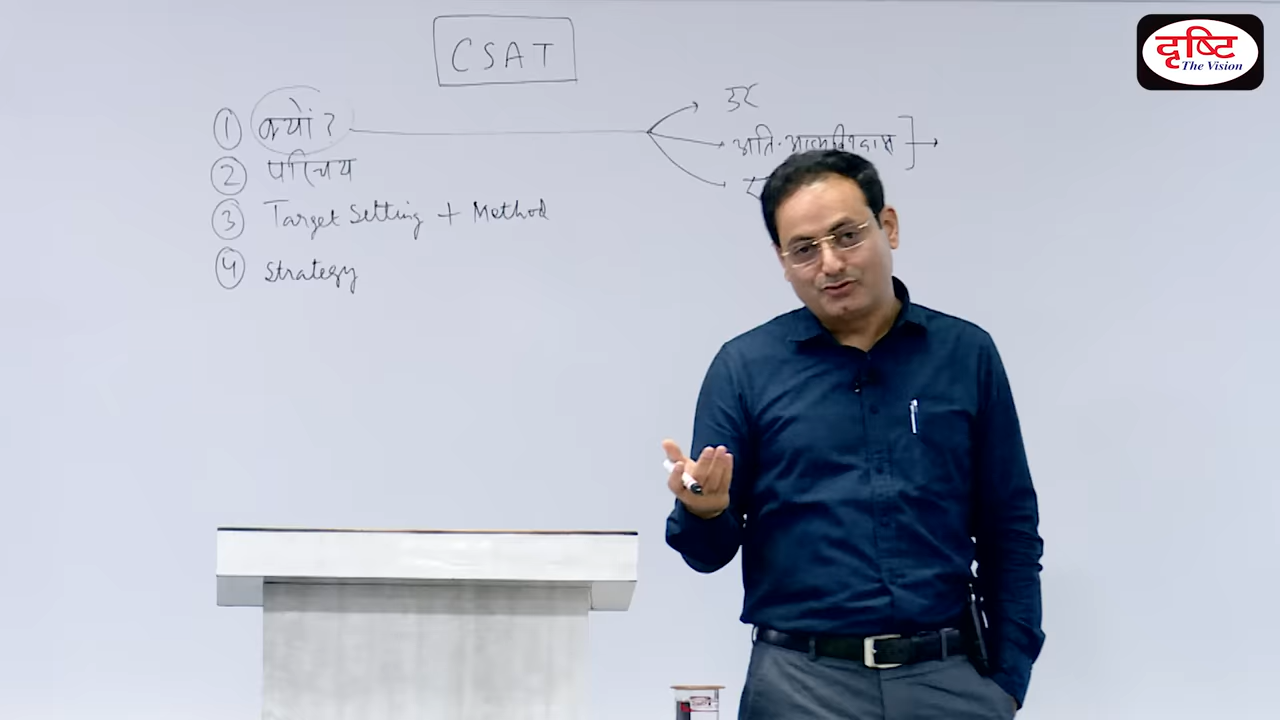 CSAT
दृष्टि
The Vision
① क्यों?
डर
अति-आत्मविश्वास
② परिचय
③ Target Setting + Method
④ Strategy